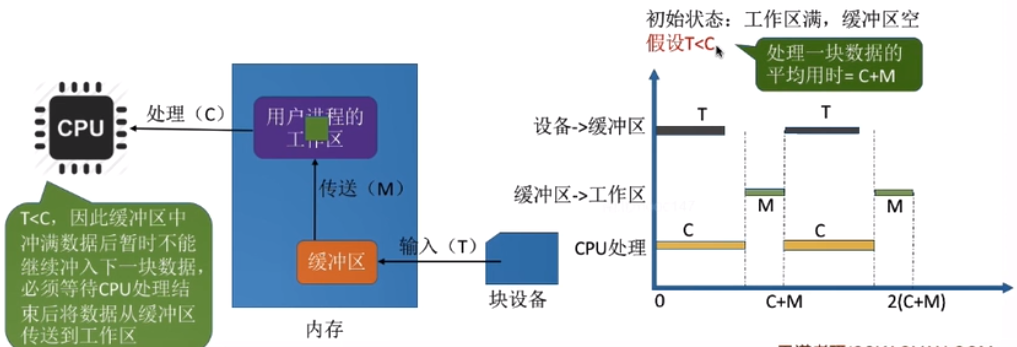 初始状态：工作区满，缓冲区空
假设T<C
处理一块数据的
平均用时= C+M
CPU
处理（C）
用户进程的
工作区
传送（M）
缓冲区
输入（T）
块设备
内存
T<C，因此缓冲区中
冲满数据后暂时不能
继续冲入下一块数据，
必须等待CPU处理结
束后将数据从缓冲区
传送到工作区
设备->缓冲区
T
T
缓冲区->工作区
M
M
CPU处理
C
C
0
C+M
2(C+M)